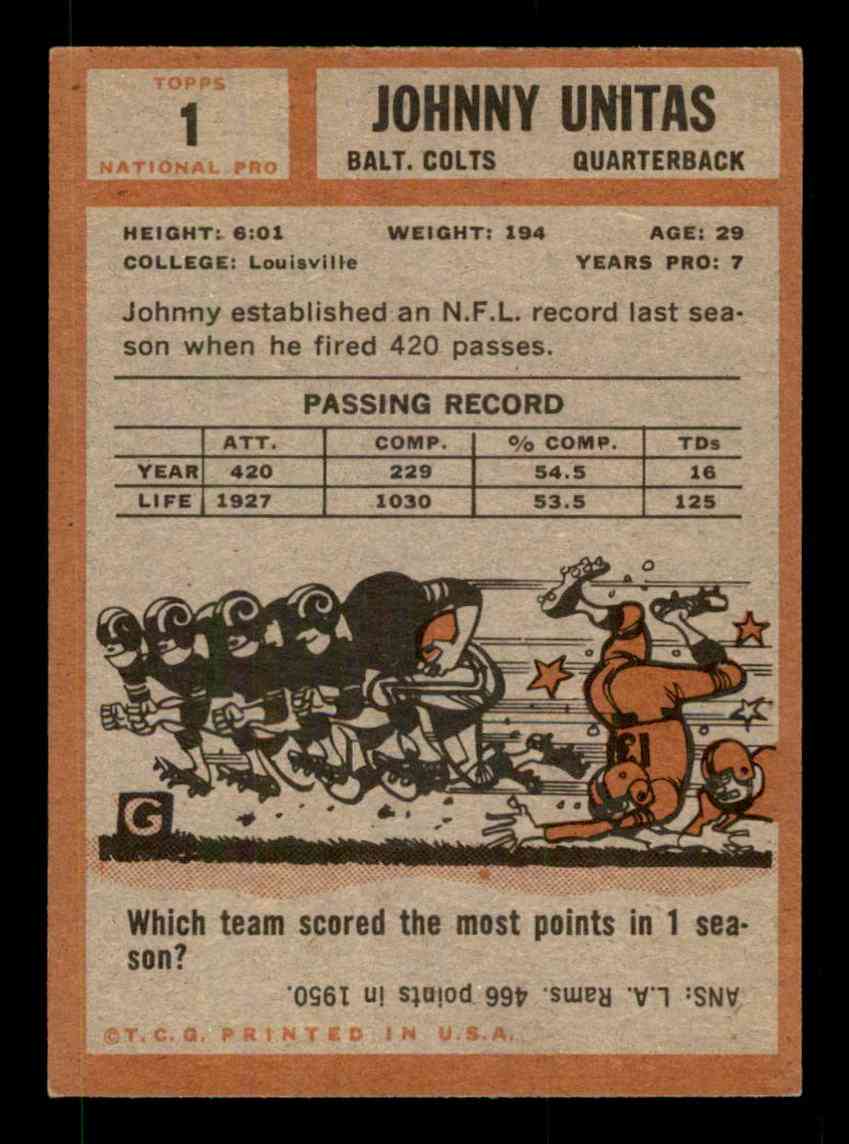 TOPPS
1
NATIONAL PRO
JOHNNY UNITAS
BALT. COLTS QUARTERBACK
HEIGHT: 6:01 WEIGHT: 194 AGE: 29
COLLEGE: Louisville YEARS PRO: 7
Johnny established an N.F.L. record last sea-
son when he fired 420 passes.
PASSING RECORD
ATT. COMP. % COMP. TDs
YEAR 420 229 54.5 16
LIFE 1927 1030 53.5 125
13
G
Which team scored the most points in 1 sea-
son?
ANS: L.A. Rams. 466 points in 1950.
©T.C.G. PRINTED IN U.S.A.